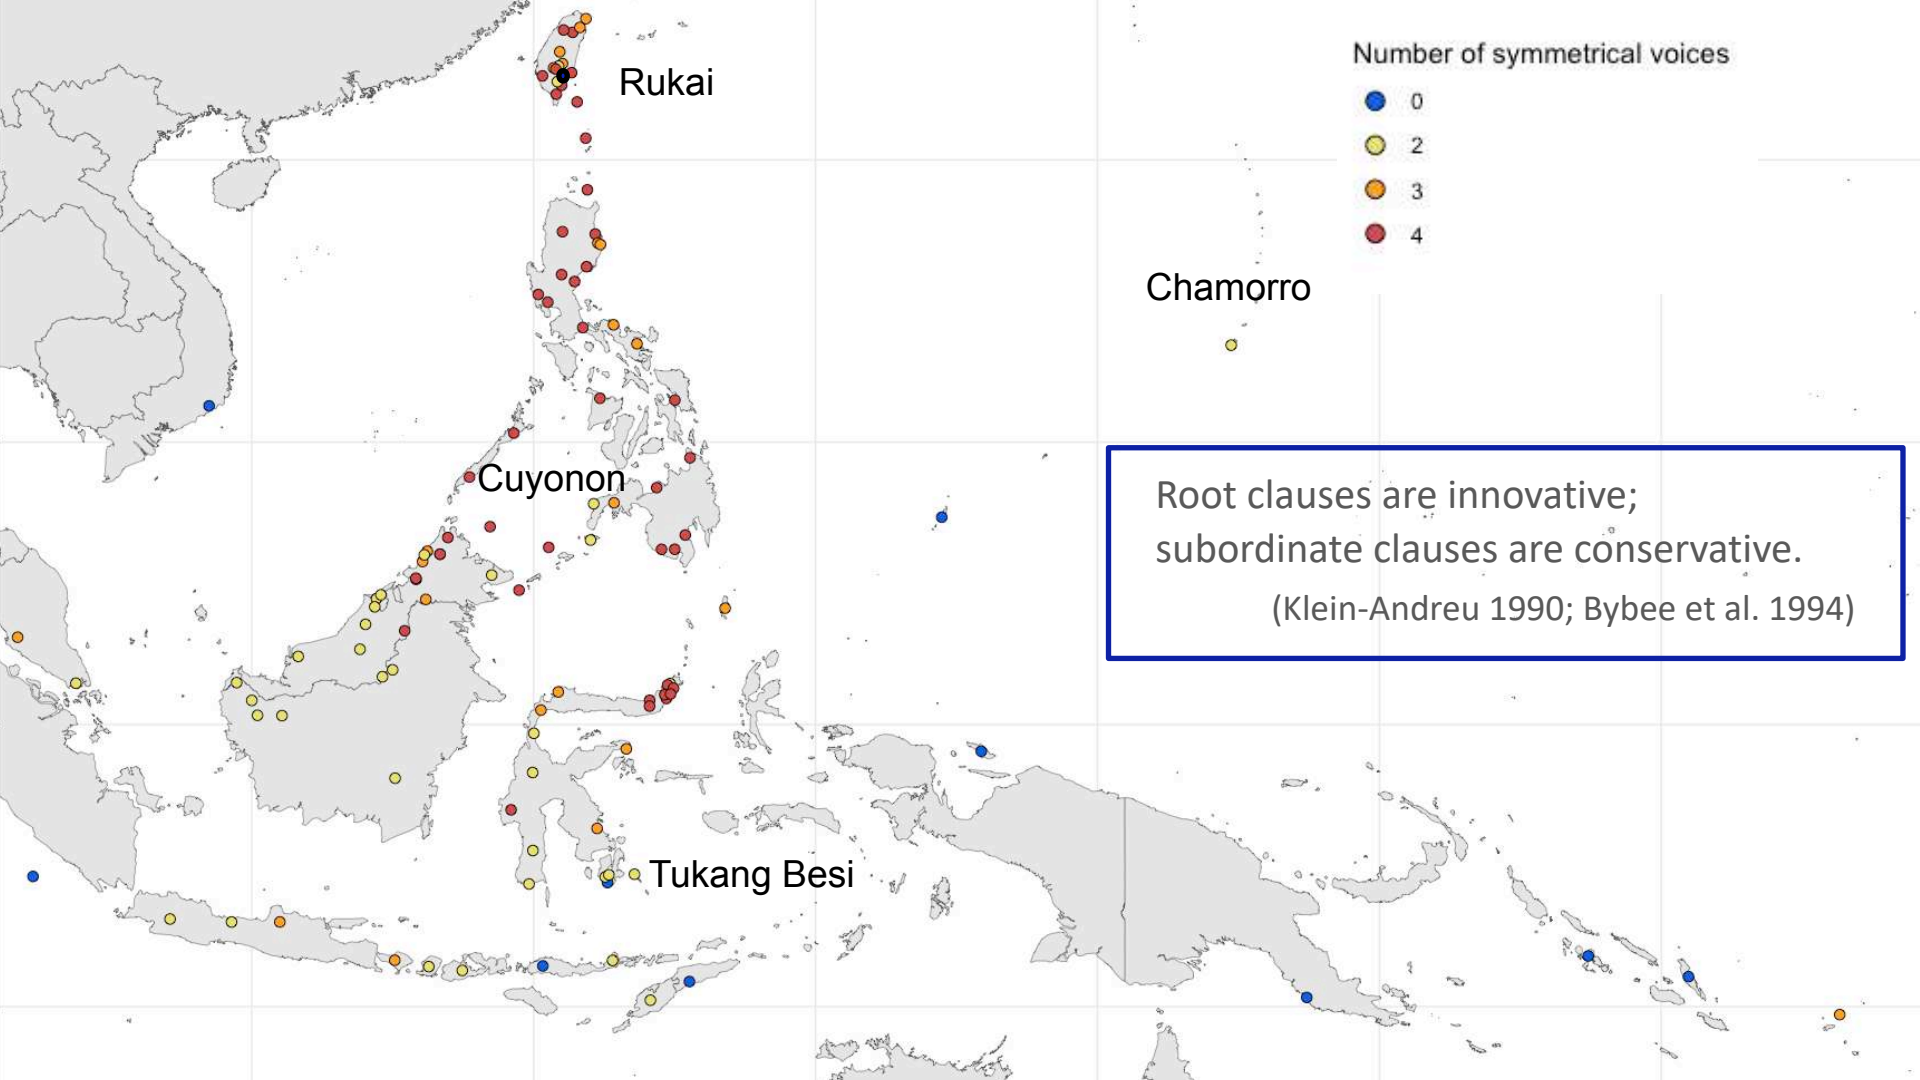 Rukai
Number of symmetrical voices
0
2
3
4
Chamorro
Cuyonon
Root clauses are innovative;
subordinate clauses are conservative.
(Klein-Andreu 1990; Bybee et al. 1994)
Tukang Besi